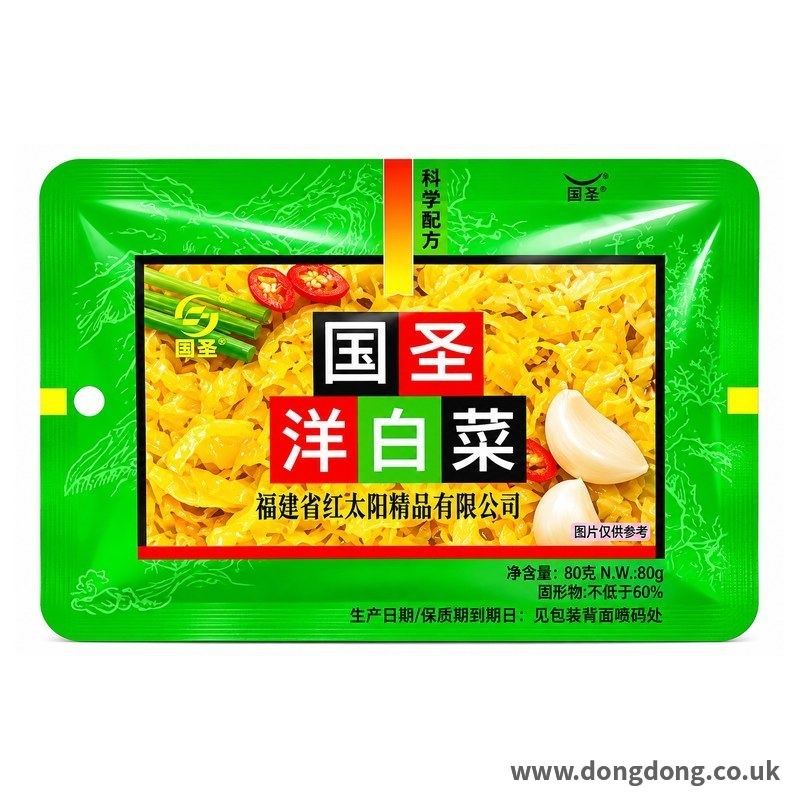 科学配方
国圣®
国圣®
国圣
洋白菜
福建省红太阳精品有限公司
图片仅供参考
净含量：80克 N.W.:80g
固形物:不低于60%
生产日期/保质期到期日：见包装背面喷码处
www.dongdong.co.uk